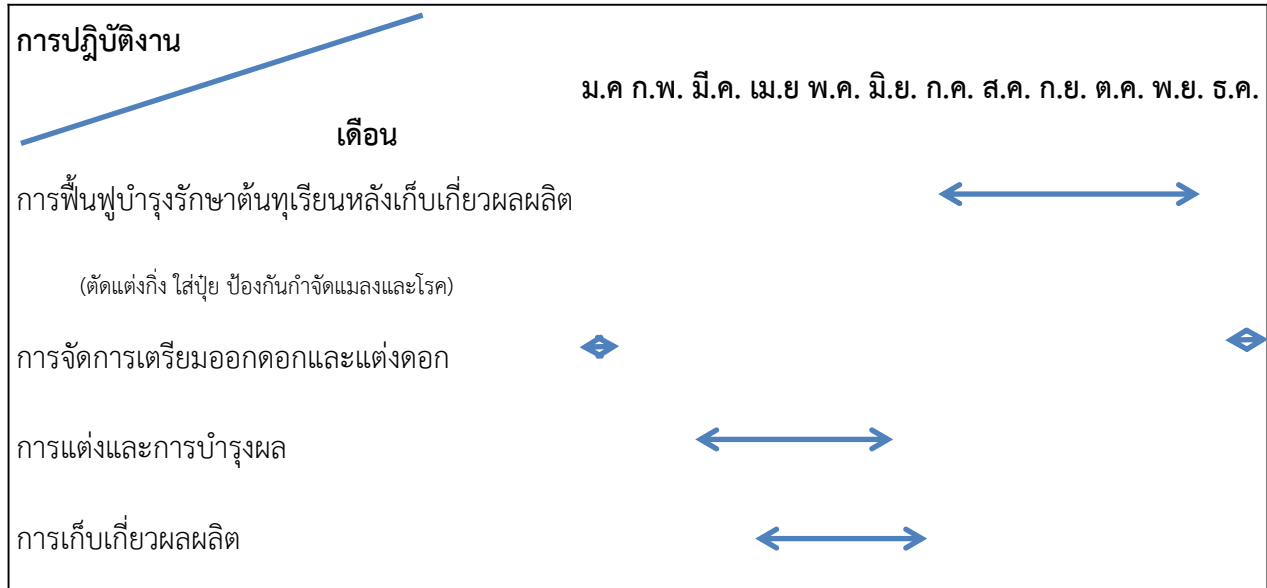 การปฏิบัติงาน
ม.ค ก.พ. มี.ค. เม.ย พ.ค. มิ.ย. ก.ค. ส.ค. ก.ย. ต.ค. พ.ย. ธ.ค.
เดือน
การฟื้นฟูบำรุงรักษาต้นทุเรียนหลังเก็บเกี่ยวผลผลิต
(ตัดแต่งกิ่ง ใส่ปุ๋ย ป้องกันกำจัดแมลงและโรค)
การจัดการเตรียมออกดอกและแต่งดอก
การแต่งและการบำรุงผล
การเก็บเกี่ยวผลผลิต